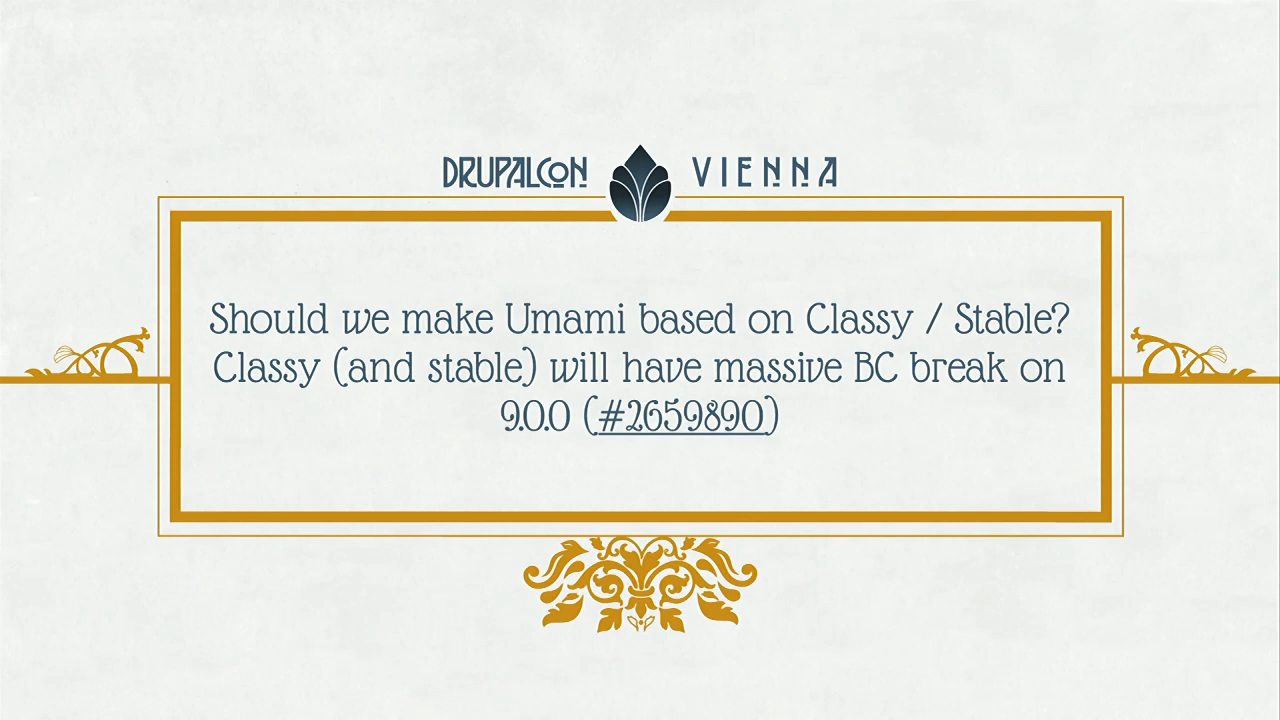 DRUPALCON VIENNA
Should we make Umami based on Classy / Stable?
Classy (and stable) will have massive BC break on
9.0.0 (#2659890)